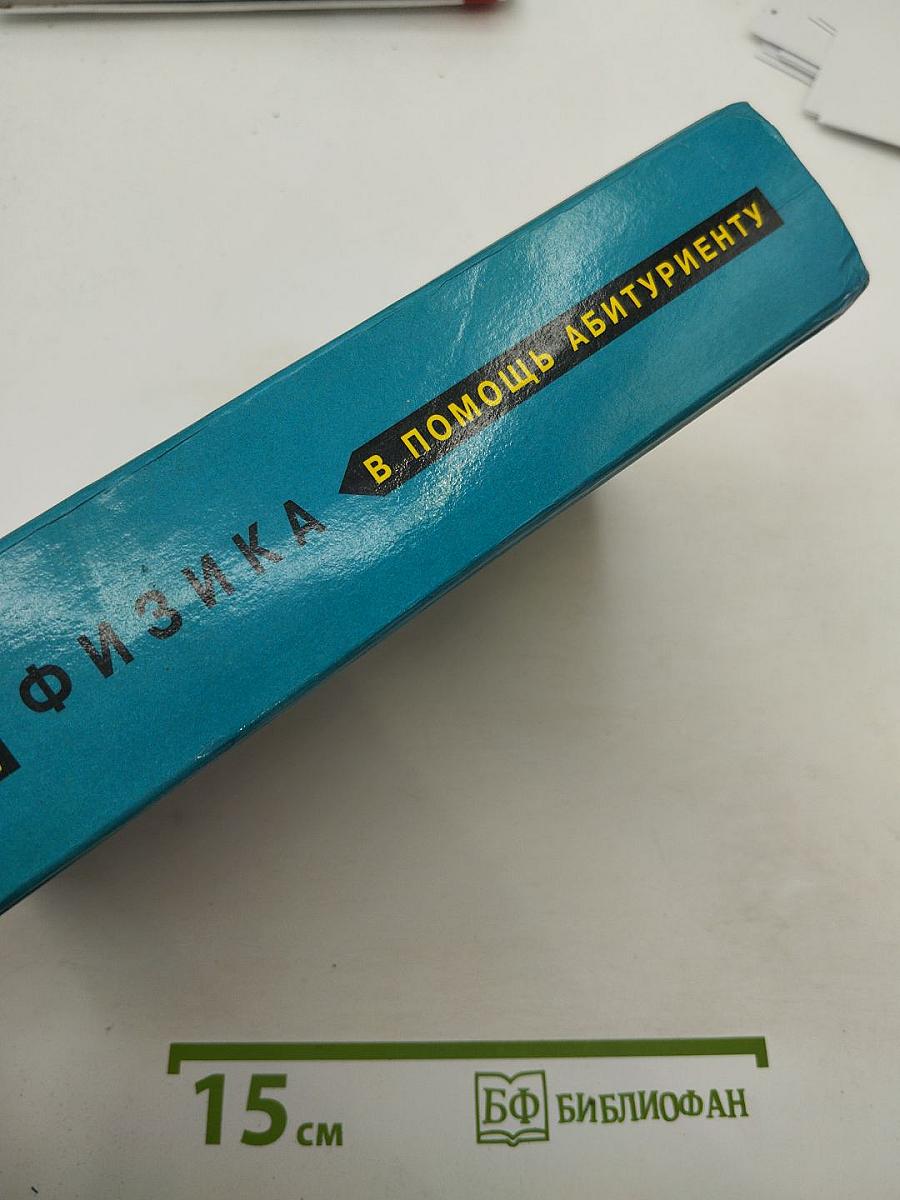 ФИЗИКА
В ПОМОЩЬ АБИТУРИЕНТУ
15 см
БФ БИБЛИОФАН